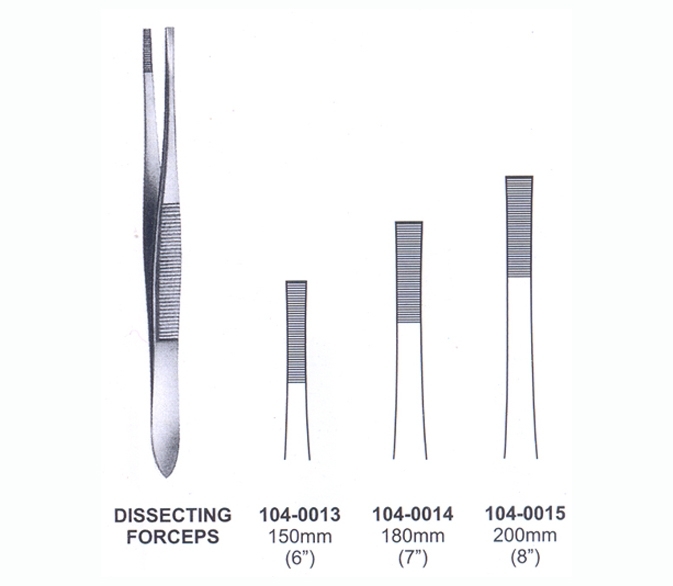 DISSECTING
FORCEPS
104-0013
150mm
(6”)
104-0014
180mm
(7”)
104-0015
200mm
(8”)